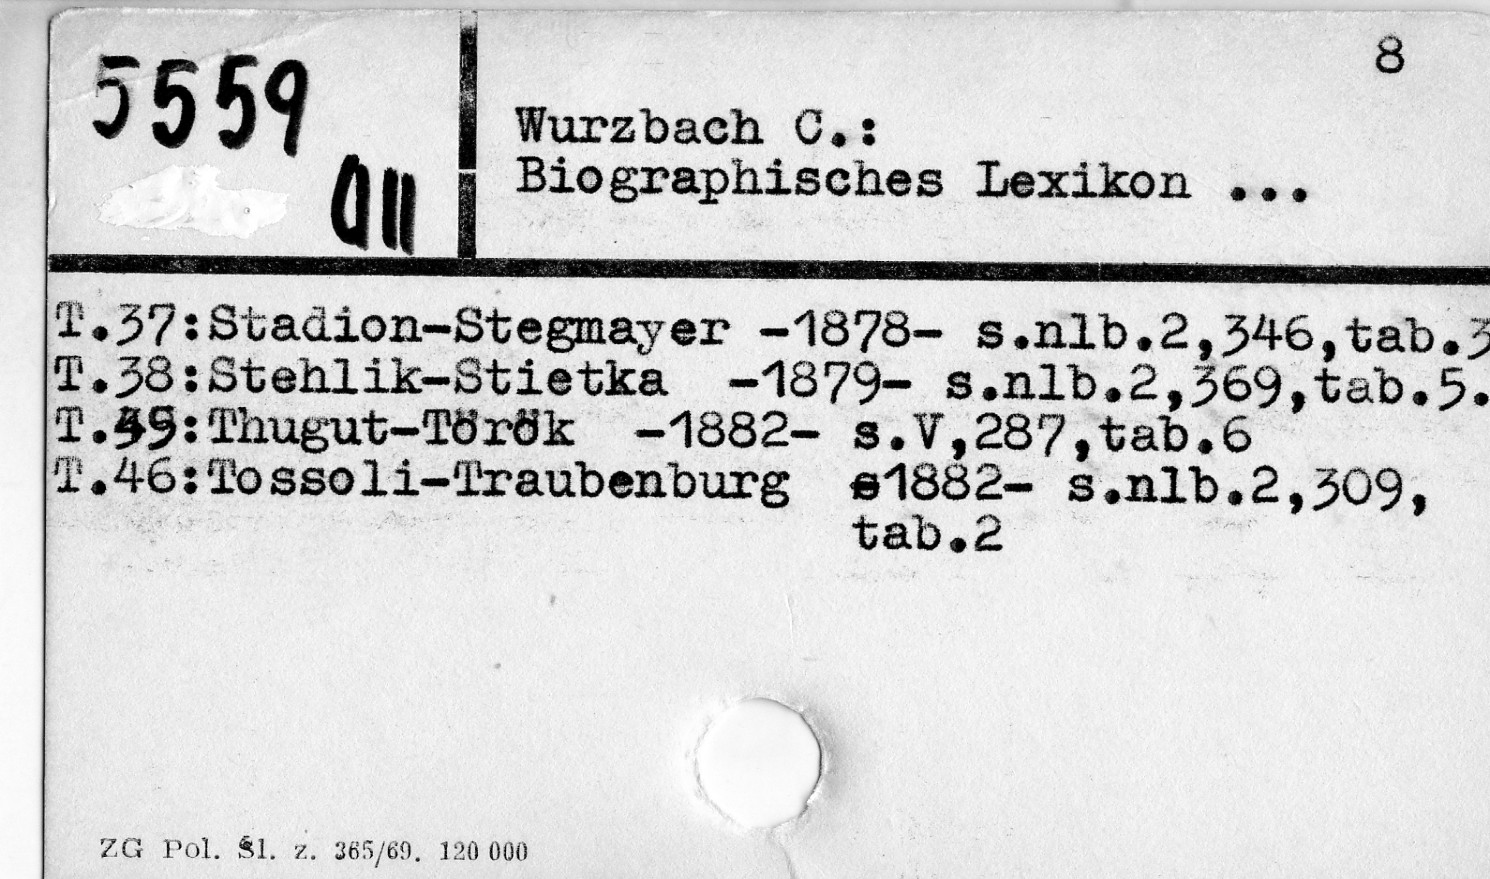 8
5559
Wurzbach C.:
Biographisches Lexikon ...
III
T.37:Stadion-Stegmayer -1878- s.nlb.2,346,tab.3
T.38:Stehlik-Stietka -1879- s.nlb.2,369,tab.5.
Thugut-Török -1882- s.V,287,tab.6
T.46:Tossoli-Traubenburg 1882- s.nlb.2,309,
tab.2
ZG Pol. Śl. z. 365/69. 120 000